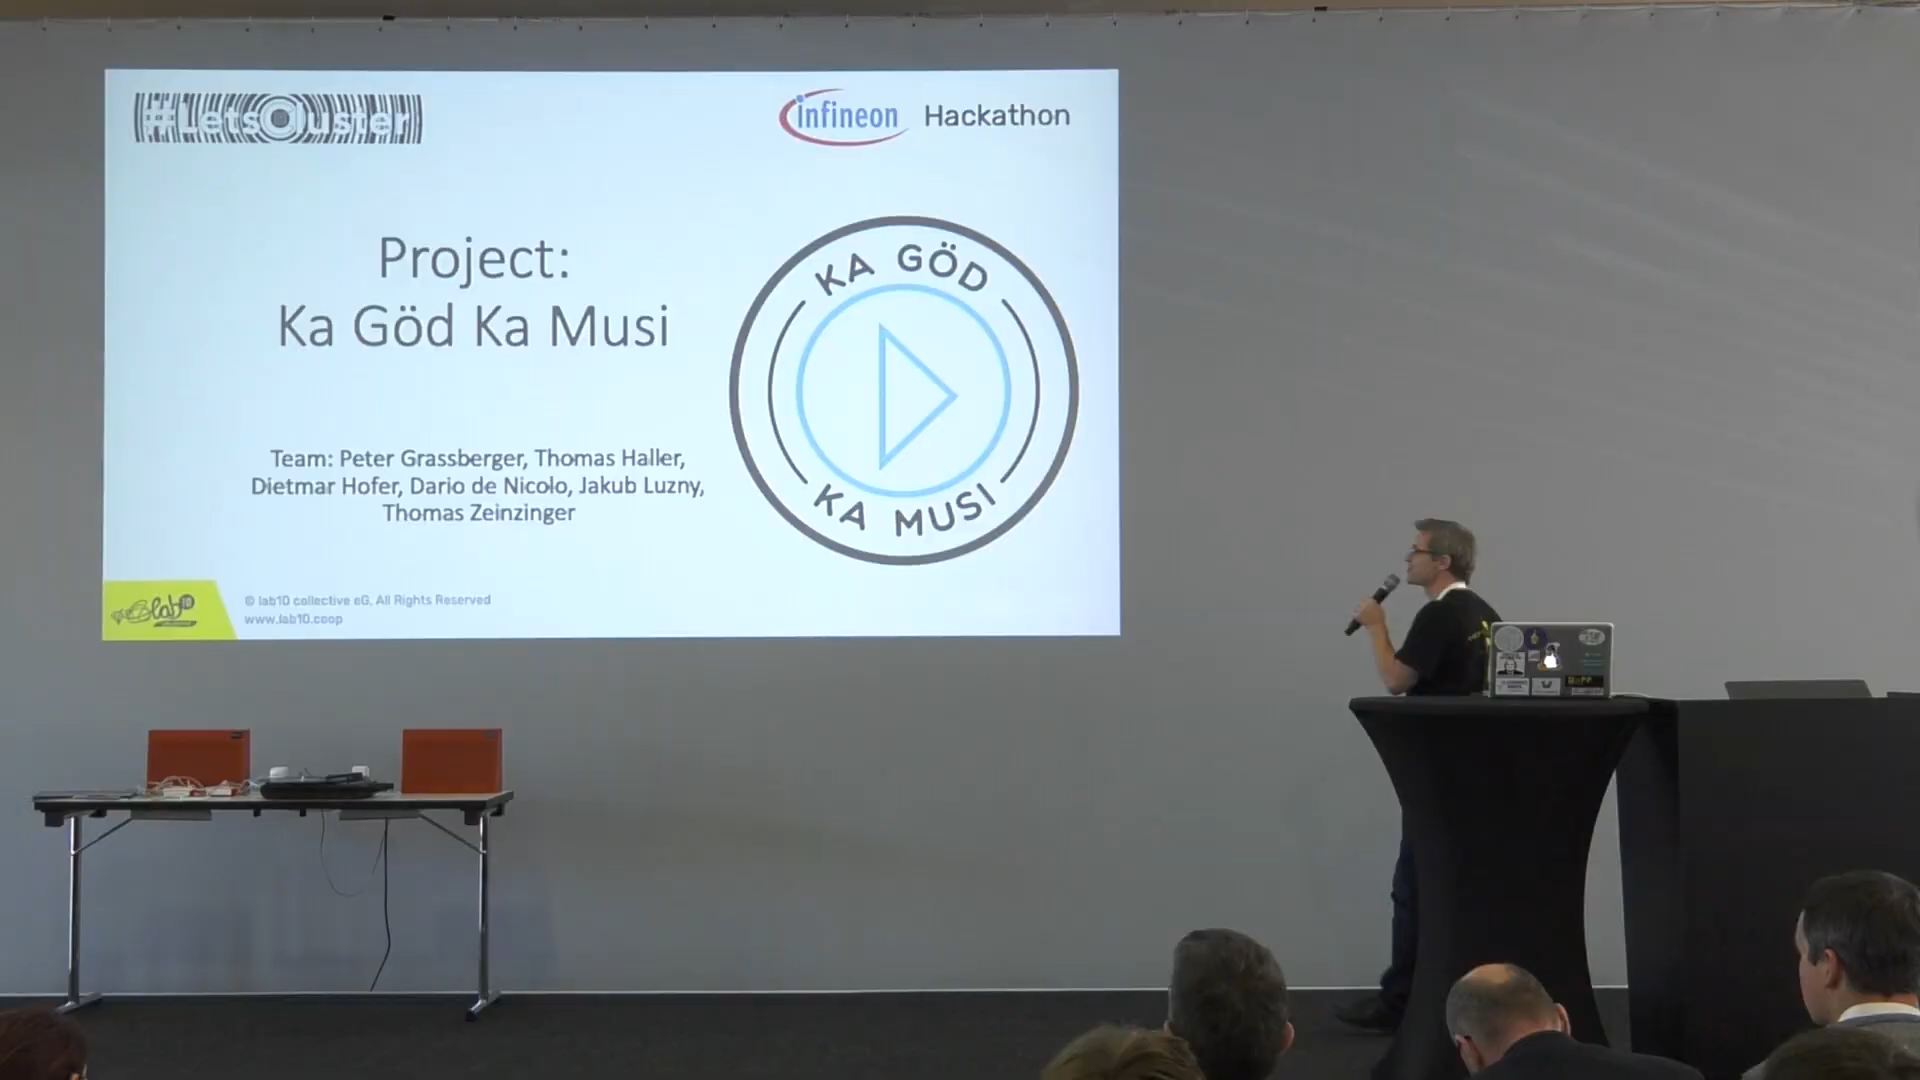 #LetsCluster
infineon Hackathon
Project:
Ka Göd Ka Musi
KA GÖD
KA MUSI
Team: Peter Grassberger, Thomas Haller,
Dietmar Hofer, Dario de Nicolo, Jakub Luzny,
Thomas Zeinzinger
lab10
© lab10 collective eG, All Rights Reserved
www.lab10.coop